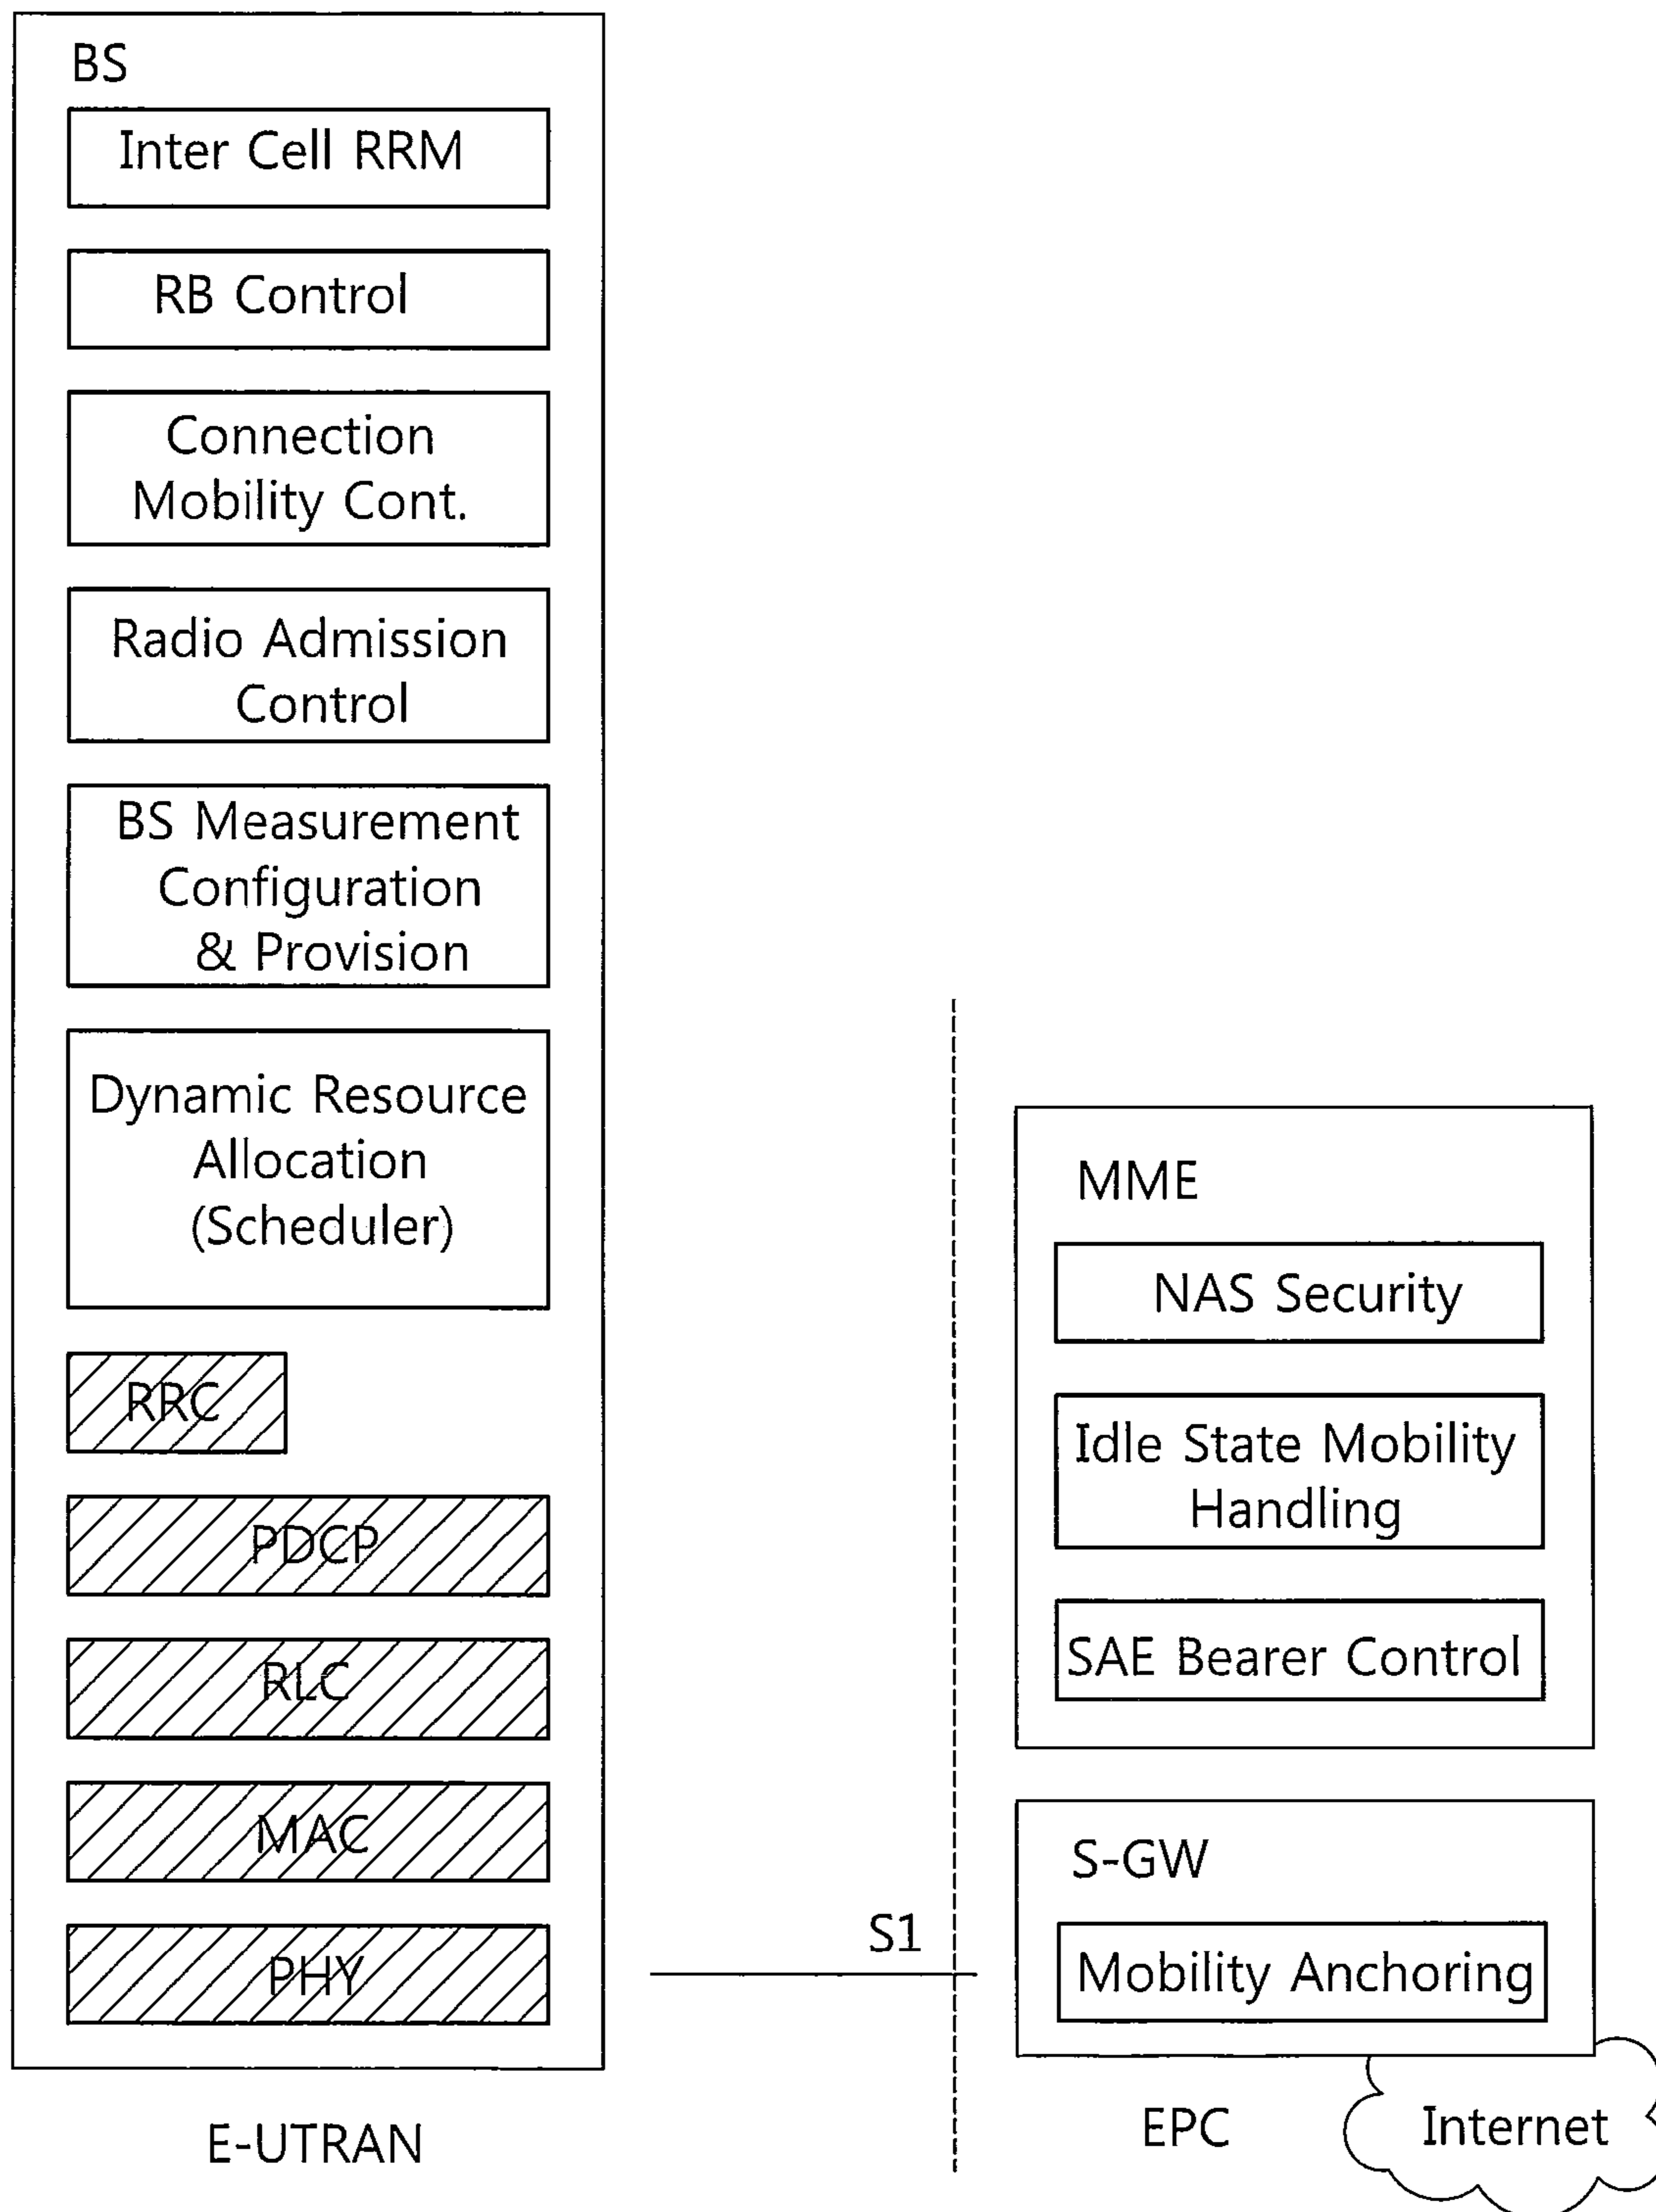 BS
Inter Cell RRM
RB Control
Connection
Mobility Cont.
Radio Admission
Control
BS Measurement
Configuration
& Provision
Dynamic Resource
Allocation
(Scheduler)
RRC
PDCP
RLC
MAC
PHY
E-UTRAN
S1
MME
NAS Security
Idle State Mobility
Handling
SAE Bearer Control
S-GW
Mobility Anchoring
EPC
Internet